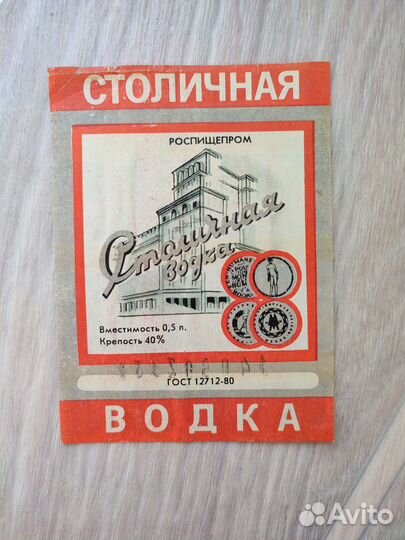 СТОЛИЧНАЯ
РОСПИЩЕПРОМ
Столичная
водка
Вместимость 0,5 л.
Крепость 40%
ГОСТ 12712-80
ВОДКА
Avito